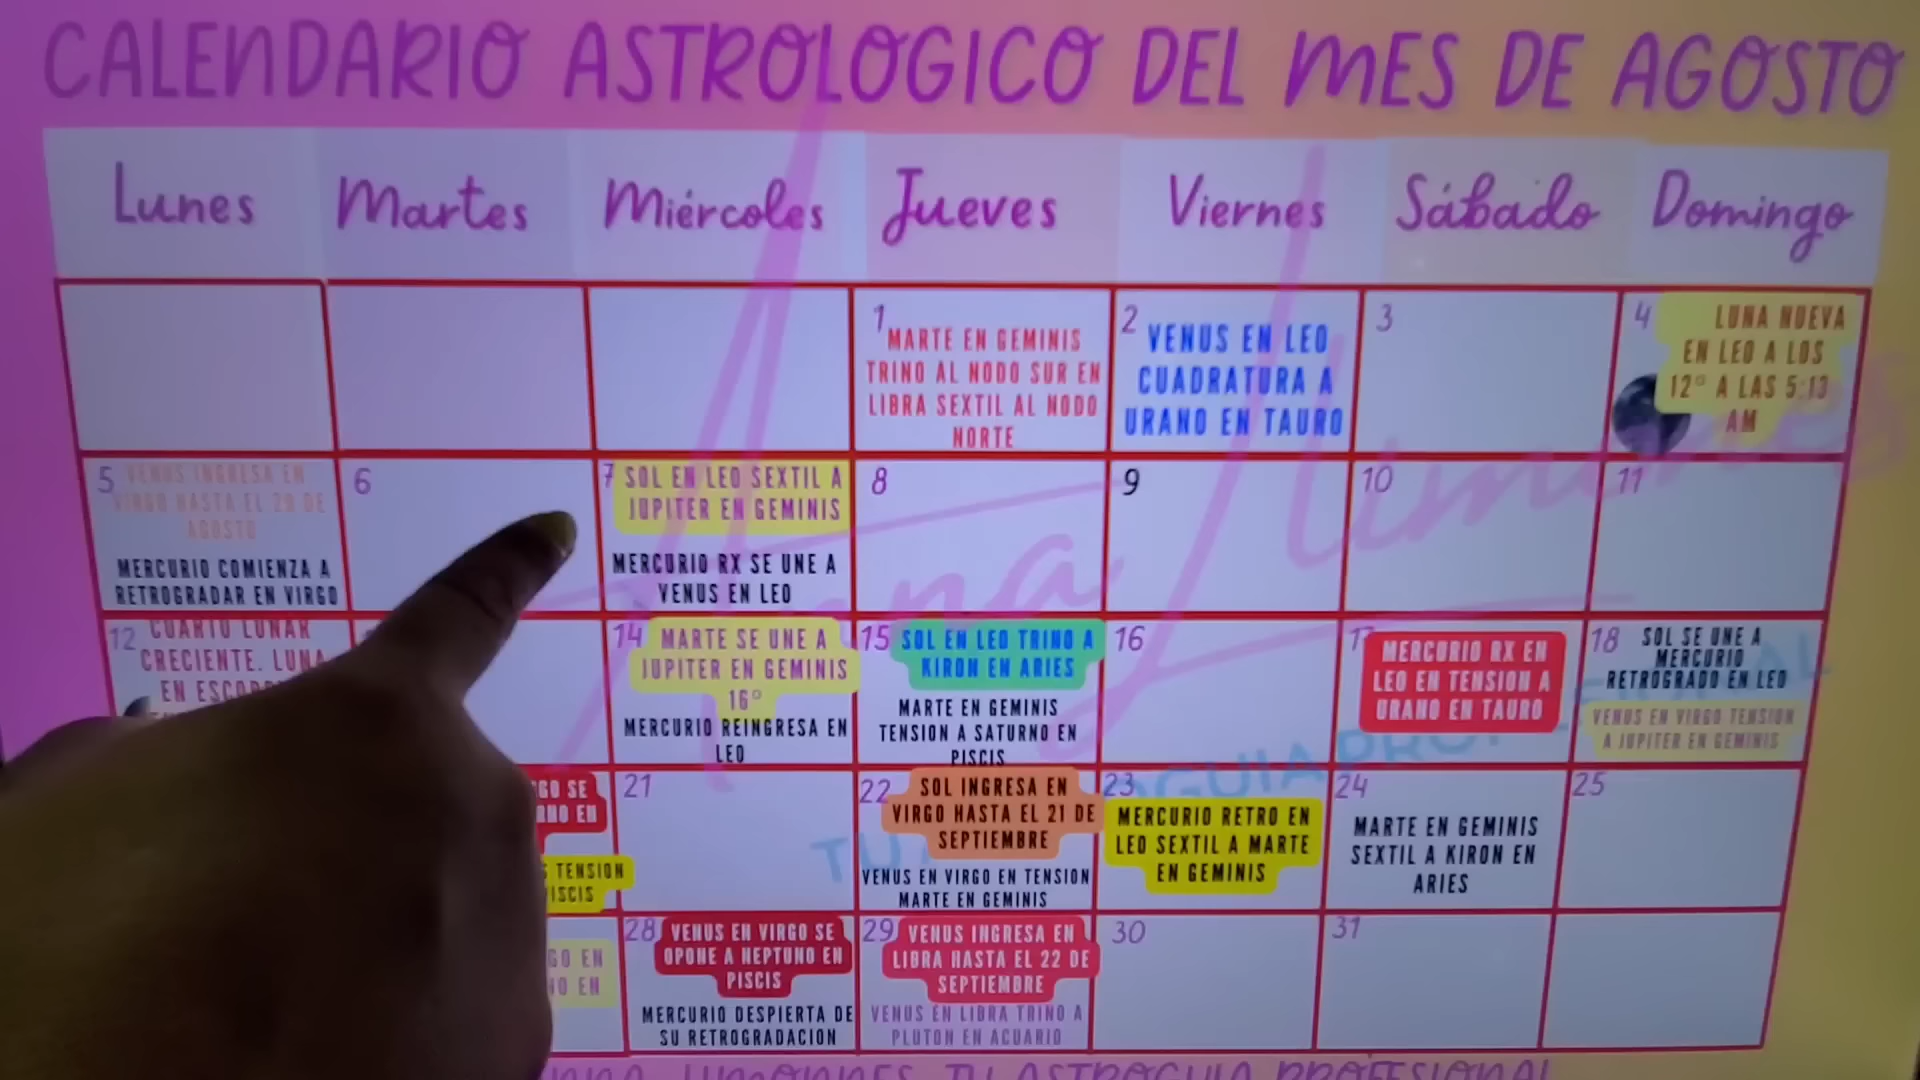 CALENDARIO ASTROLOGICO DEL MES DE AGOSTO
Lunes Martes Miércoles Jueves Viernes Sábado Domingo
1
MARTE EN GEMINIS
TRINO AL NODO SUR EN
LIBRA SEXTIL AL NODO
NORTE
2
VENUS EN LEO
CUADRATURA A
URANO EN TAURO
3
4
LUNA NUEVA
EN LEO A LOS
12° A LAS 5:13
AM
5
VENUS INGRESA EN
VIRGO HASTA EL 29 DE
AGOSTO
MERCURIO COMIENZA A
RETROGRADAR EN VIRGO
6
7
SOL EN LEO SEXTIL A
JUPITER EN GEMINIS
MERCURIO RX SE UNE A
VENUS EN LEO
8
9
10
11
12
CUARTO LUNAR
CRECIENTE. LUNA
EN
14
MARTE SE UNE A
JUPITER EN GEMINIS
16°
MERCURIO REINGRESA EN
LEO
15
SOL EN LEO TRINO A
KIRON EN ARIES
MARTE EN GEMINIS
TENSION A SATURNO EN
PISCIS
16
17
MERCURIO RX EN
LEO EN TENSION A
URANO EN TAURO
18
SOL SE UNE A
MERCURIO
RETROGRADO EN LEO
VENUS EN VIRGO TENSION
A JUPITER EN GEMINIS
SE
EN
TENSION
21
22
SOL INGRESA EN
VIRGO HASTA EL 21 DE
SEPTIEMBRE
VENUS EN VIRGO EN TENSION
MARTE EN GEMINIS
23
MERCURIO RETRO EN
LEO SEXTIL A MARTE
EN GEMINIS
24
MARTE EN GEMINIS
SEXTIL A KIRON EN
ARIES
25
EN
EN
28
VENUS EN VIRGO SE
OPONE A NEPTUNO EN
PISCIS
MERCURIO DESPIERTA DE
SU RETROGRADACION
29
VENUS INGRESA EN
LIBRA HASTA EL 22 DE
SEPTIEMBRE
VENUS EN LIBRA TRINO A
PLUTON EN ACUARIO
30
31
TU ASTROGUIA PROFESIONAL